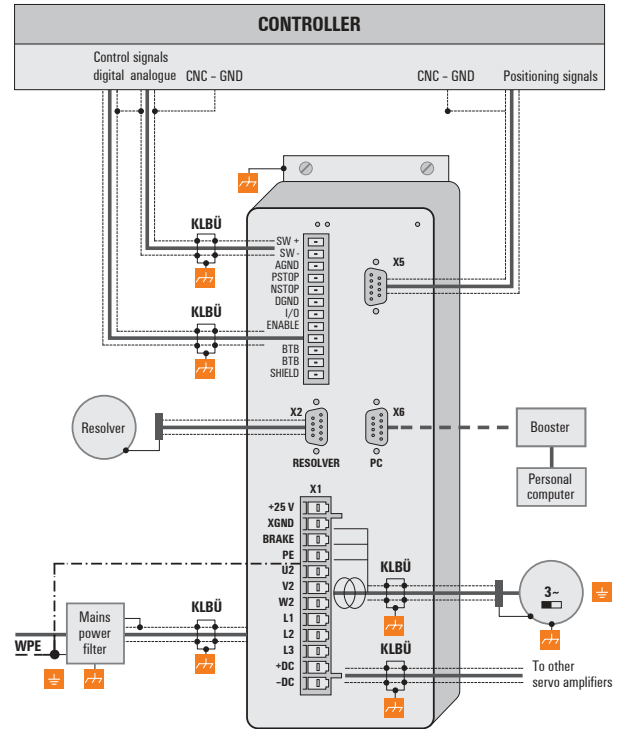 CONTROLLER
Control signals
digital analogue
CNC – GND
CNC – GND
Positioning signals
KLBÜ
SW +
SW -
AGND
PSTOP
NSTOP
DGND
I/O
ENABLE
BTB
BTB
SHIELD
X5
KLBÜ
Resolver
X2
RESOLVER
X6
PC
Booster
Personal
computer
X1
+25 V
XGND
BRAKE
PE
U2
V2
W2
L1
L2
L3
+DC
–DC
KLBÜ
3~
KLBÜ
Mains
power
filter
WPE
KLBÜ
To other
servo amplifiers